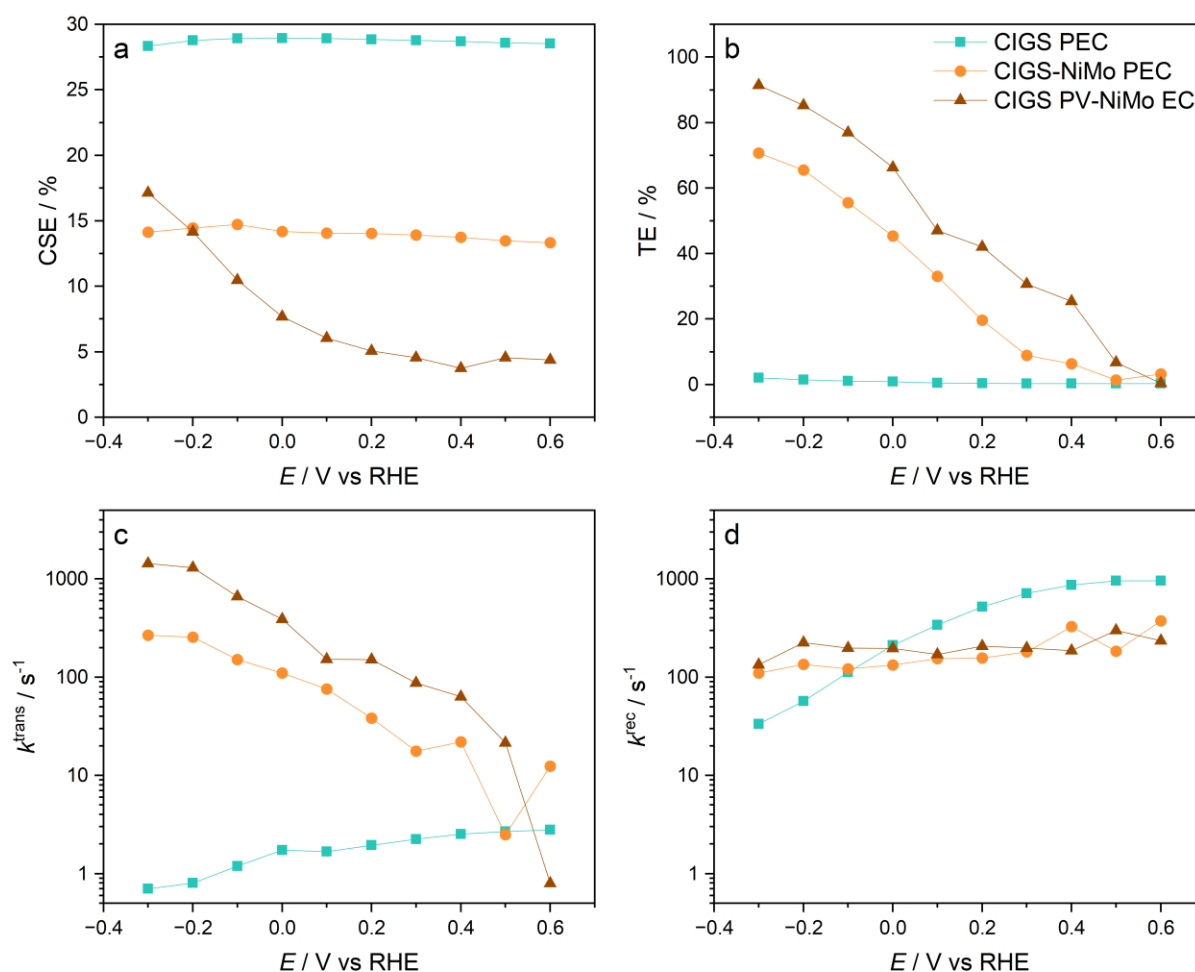 a
30
25
20
15
10
5
0
CSE / %
−0.4 −0.2 0.0 0.2 0.4 0.6
E / V vs RHE
b
CIGS PEC
CIGS-NiMo PEC
CIGS PV-NiMo EC
100
80
60
40
20
0
TE / %
−0.4 −0.2 0.0 0.2 0.4 0.6
E / V vs RHE
c
1000
100
10
1
k^trans / s^-1
−0.4 −0.2 0.0 0.2 0.4 0.6
E / V vs RHE
d
1000
100
10
1
k^rec / s^-1
−0.4 −0.2 0.0 0.2 0.4 0.6
E / V vs RHE